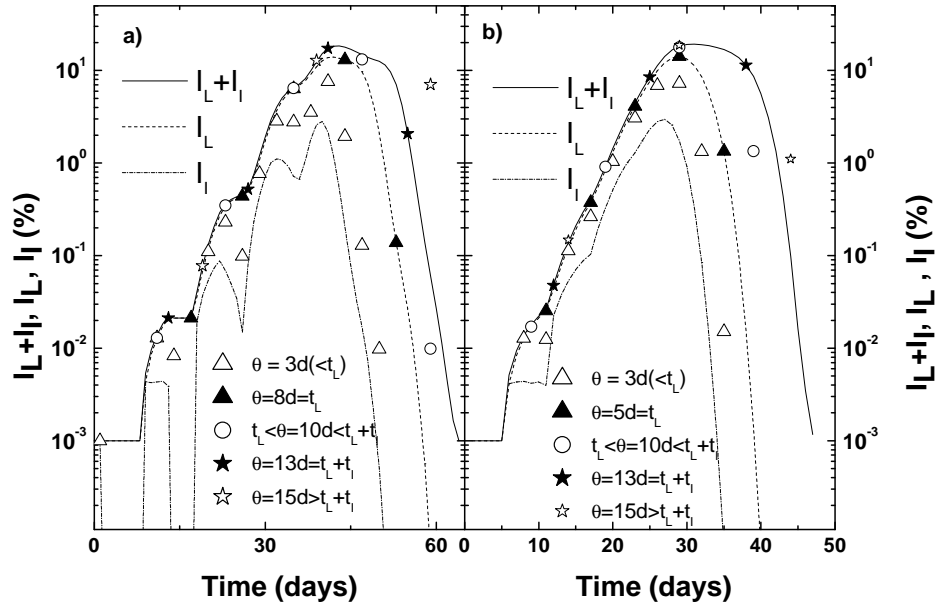 a)
b)
I_L+I_I
I_L
I_I
I_L+I_I
I_L
I_I
10^1
10^0
10^-1
10^-2
10^-3
10^1
10^0
10^-1
10^-2
10^-3
I_L+I_I, I_L, I_I (%)
I_L+I_I, I_L , I_I (%)
θ = 3d(<t_L)
θ=8d=t_L
t_L<θ=10d<t_L+t_I
θ=13d=t_L+t_I
θ=15d>t_L+t_I
θ = 3d(<t_L)
θ=5d=t_L
t_L<θ=10d<t_L+t_I
θ=13d=t_L+t_I
θ=15d>t_L+t_I
0 30 60
0 10 20 30 40 50
Time (days)
Time (days)